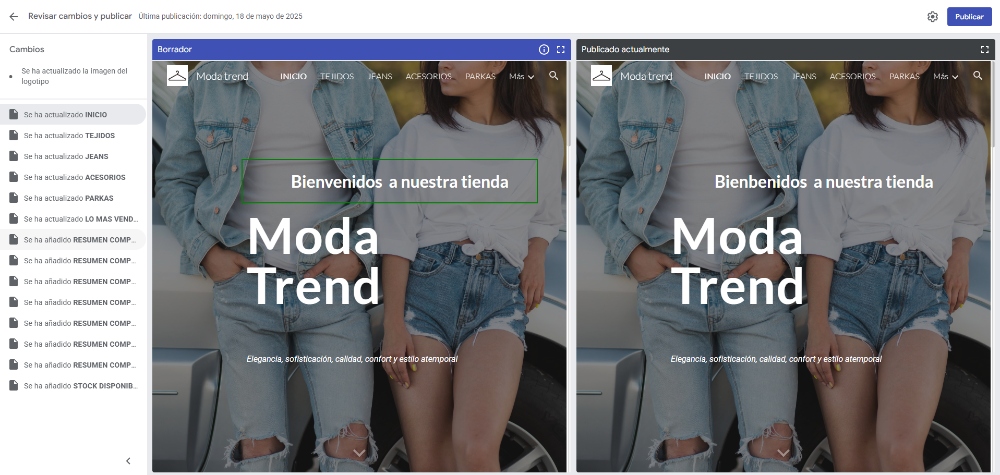 Revisar cambios y publicar
Última publicación: domingo, 18 de mayo de 2025
Publicar
Cambios
Se ha actualizado la imagen del
logotipo
Se ha actualizado INICIO
Se ha actualizado TEJIDOS
Se ha actualizado JEANS
Se ha actualizado ACESORIOS
Se ha actualizado PARKAS
Se ha actualizado LO MAS VEND...
Se ha añadido RESUMEN COMP...
Se ha añadido RESUMEN COMP...
Se ha añadido RESUMEN COMP...
Se ha añadido RESUMEN COMP...
Se ha añadido RESUMEN COMP...
Se ha añadido RESUMEN COMP...
Se ha añadido RESUMEN COMP...
Se ha añadido STOCK DISPONIB...
Borrador
Moda trend
INICIO TEJIDOS JEANS ACESORIOS PARKAS Más
Bienvenidos a nuestra tienda
Moda
Trend
Elegancia, sofisticación, calidad, confort y estilo atemporal
Publicado actualmente
Moda trend
INICIO TEJIDOS JEANS ACESORIOS PARKAS Más
Bienbenidos a nuestra tienda
Moda
Trend
Elegancia, sofisticación, calidad, confort y estilo atemporal